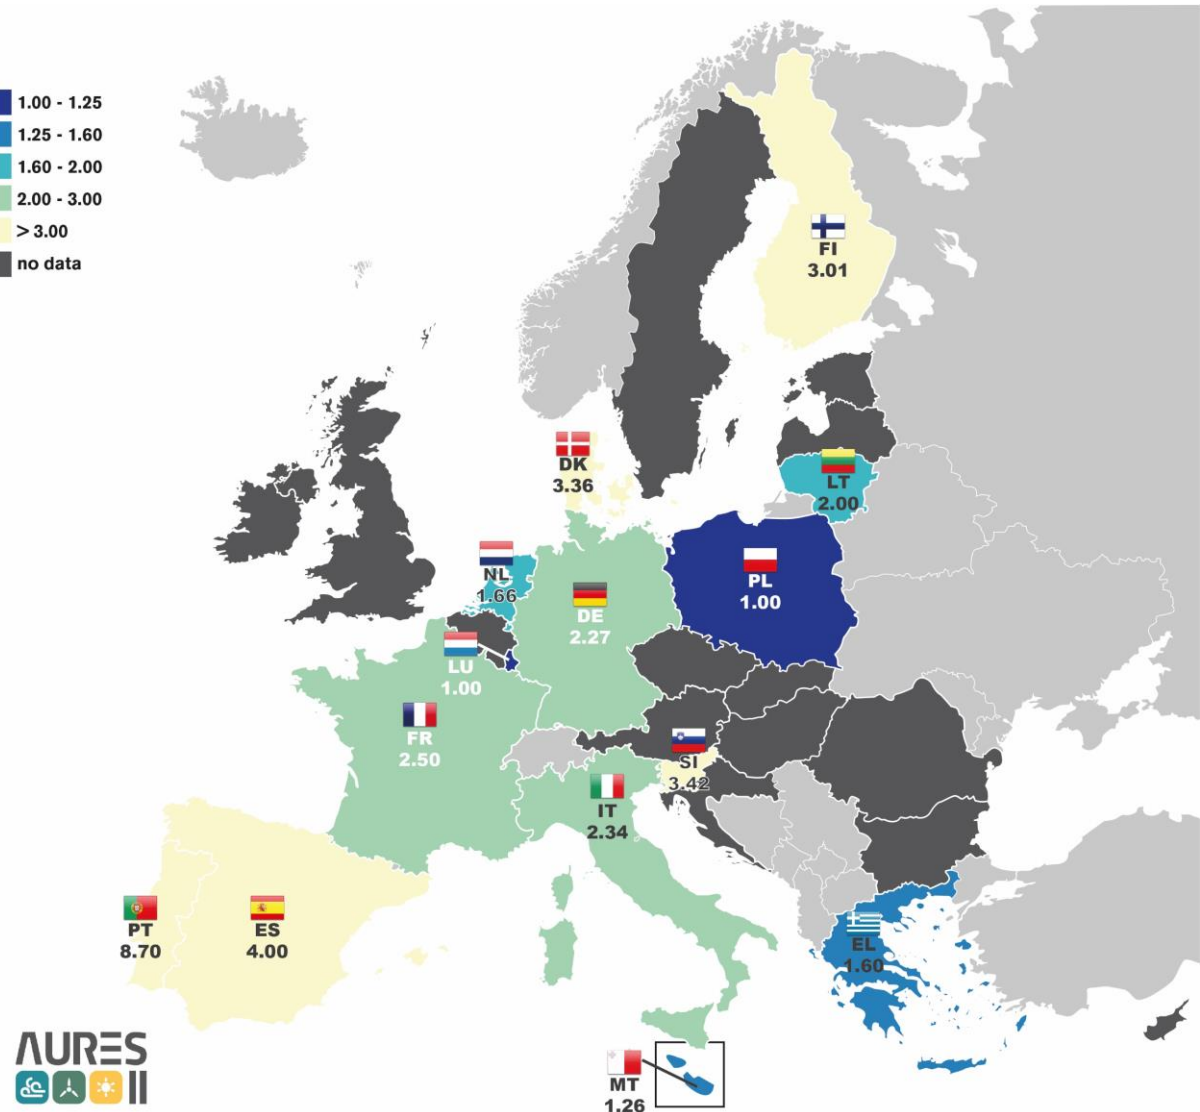 1.00 - 1.25
1.25 - 1.60
1.60 - 2.00
2.00 - 3.00
> 3.00
no data
FI
3.01
DK
3.36
LT
2.00
NL
1.66
DE
2.27
PL
1.00
LU
1.00
FR
2.50
SI
3.42
IT
2.34
PT
8.70
ES
4.00
EL
1.60
MT
1.26
AURES
II